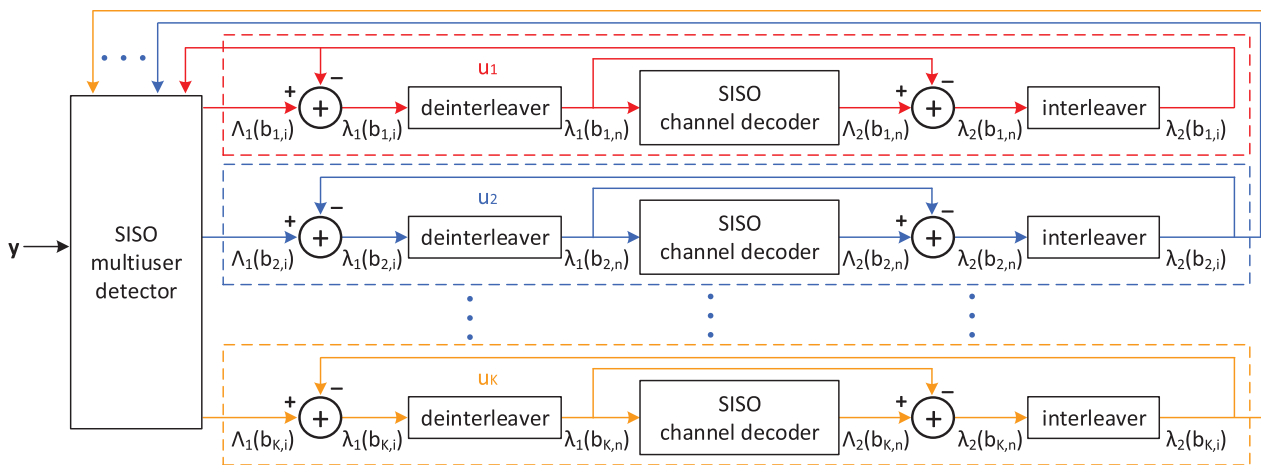 +
−
u1
+
−
+
deinterleaver
SISO
channel decoder
+
interleaver
Λ1(b1,i)
λ1(b1,i)
λ1(b1,n)
Λ2(b1,n)
λ2(b1,n)
λ2(b1,i)
y
SISO
multiuser
detector
+
−
u2
+
−
+
deinterleaver
SISO
channel decoder
+
interleaver
Λ1(b2,i)
λ1(b2,i)
λ1(b2,n)
Λ2(b2,n)
λ2(b2,n)
λ2(b2,i)
+
−
uK
+
−
+
deinterleaver
SISO
channel decoder
+
interleaver
Λ1(bK,i)
λ1(bK,i)
λ1(bK,n)
Λ2(bK,n)
λ2(bK,n)
λ2(bK,i)